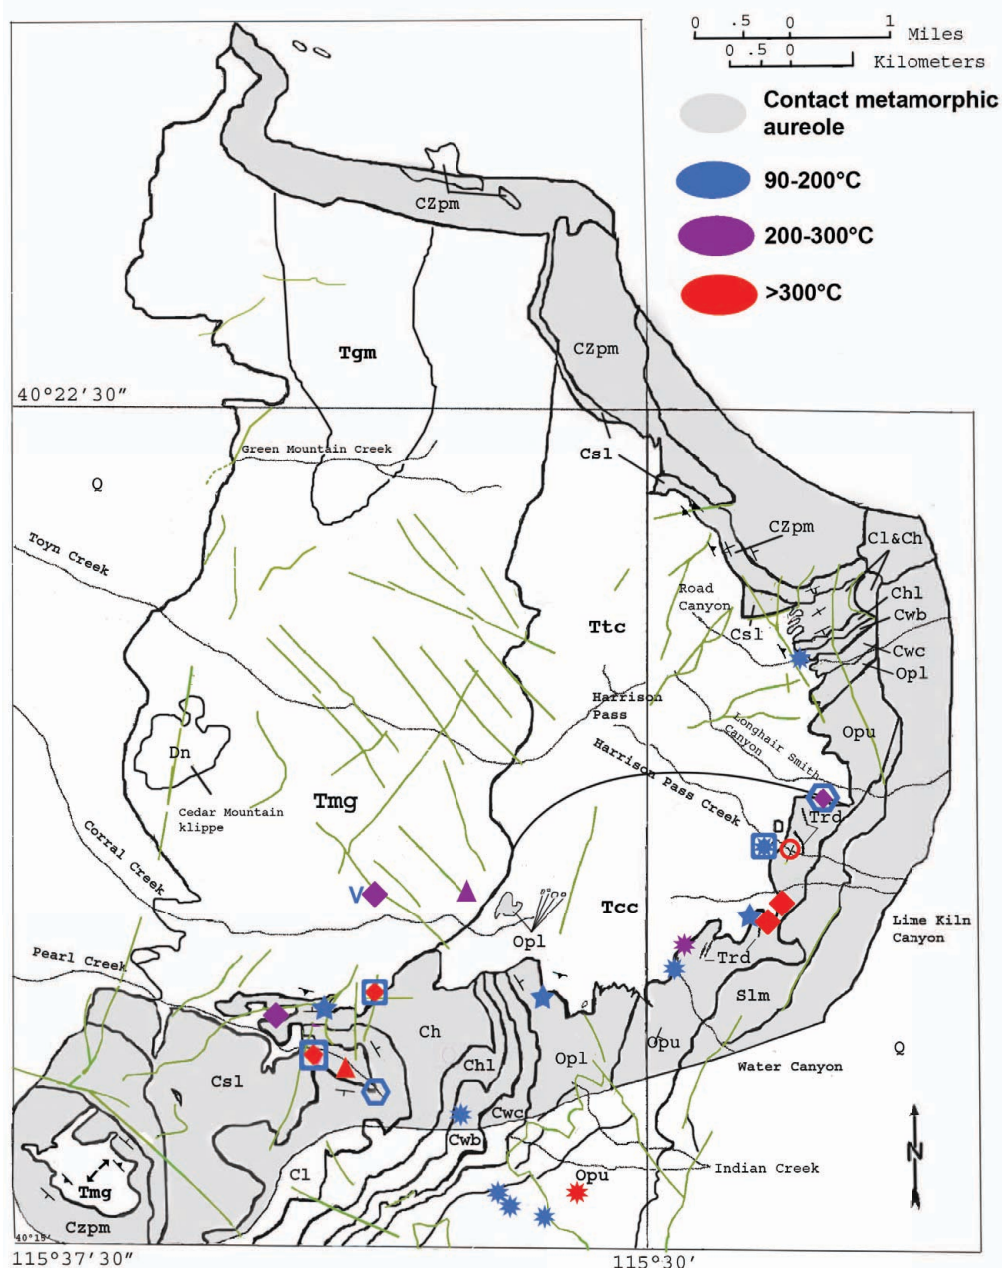 0 .5 0 1
Miles
0 .5 0
Kilometers
Contact metamorphic
aureole
90-200°C
200-300°C
>300°C
CZpm
CZpm
Tgm
40°22'30"
Green Mountain Creek
Csl
Q
CZpm
Cl&Ch
Toyn Creek
Road
Canyon
Chl
Cwb
Ttc
Csl
Cwc
Opl
Harrison
Pass
Longhair Smith
Canyon
Opu
Dn
Harrison Pass Creek
Cedar Mountain
klippe
Tmg
Trd
D
Corral Creek
V
Tcc
Lime Kiln
Canyon
Opl
Pearl Creek
Trd
Slm
Ch
Opu
Q
Csl
Chl
Opl
Water Canyon
Cwc
Cwb
N
Cl
Opu
Indian Creek
Tmg
Czpm
40°15'
115°37'30"
115°30'